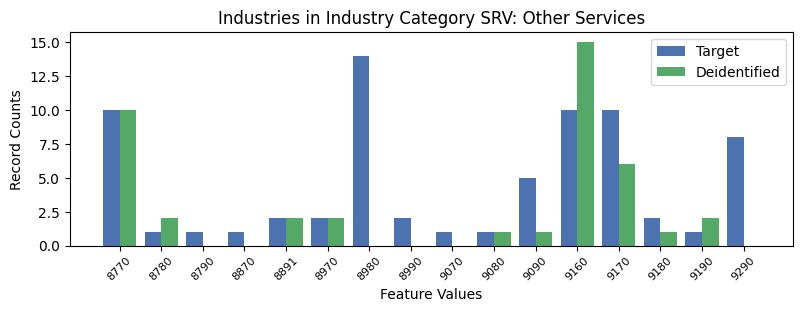 Industries in Industry Category SRV: Other Services
Record Counts
15.0
12.5
10.0
7.5
5.0
2.5
0.0
Target
Deidentified
8770 8780 8790 8870 8891 8970 8980 8990 9070 9080 9090 9160 9170 9180 9190 9290
Feature Values